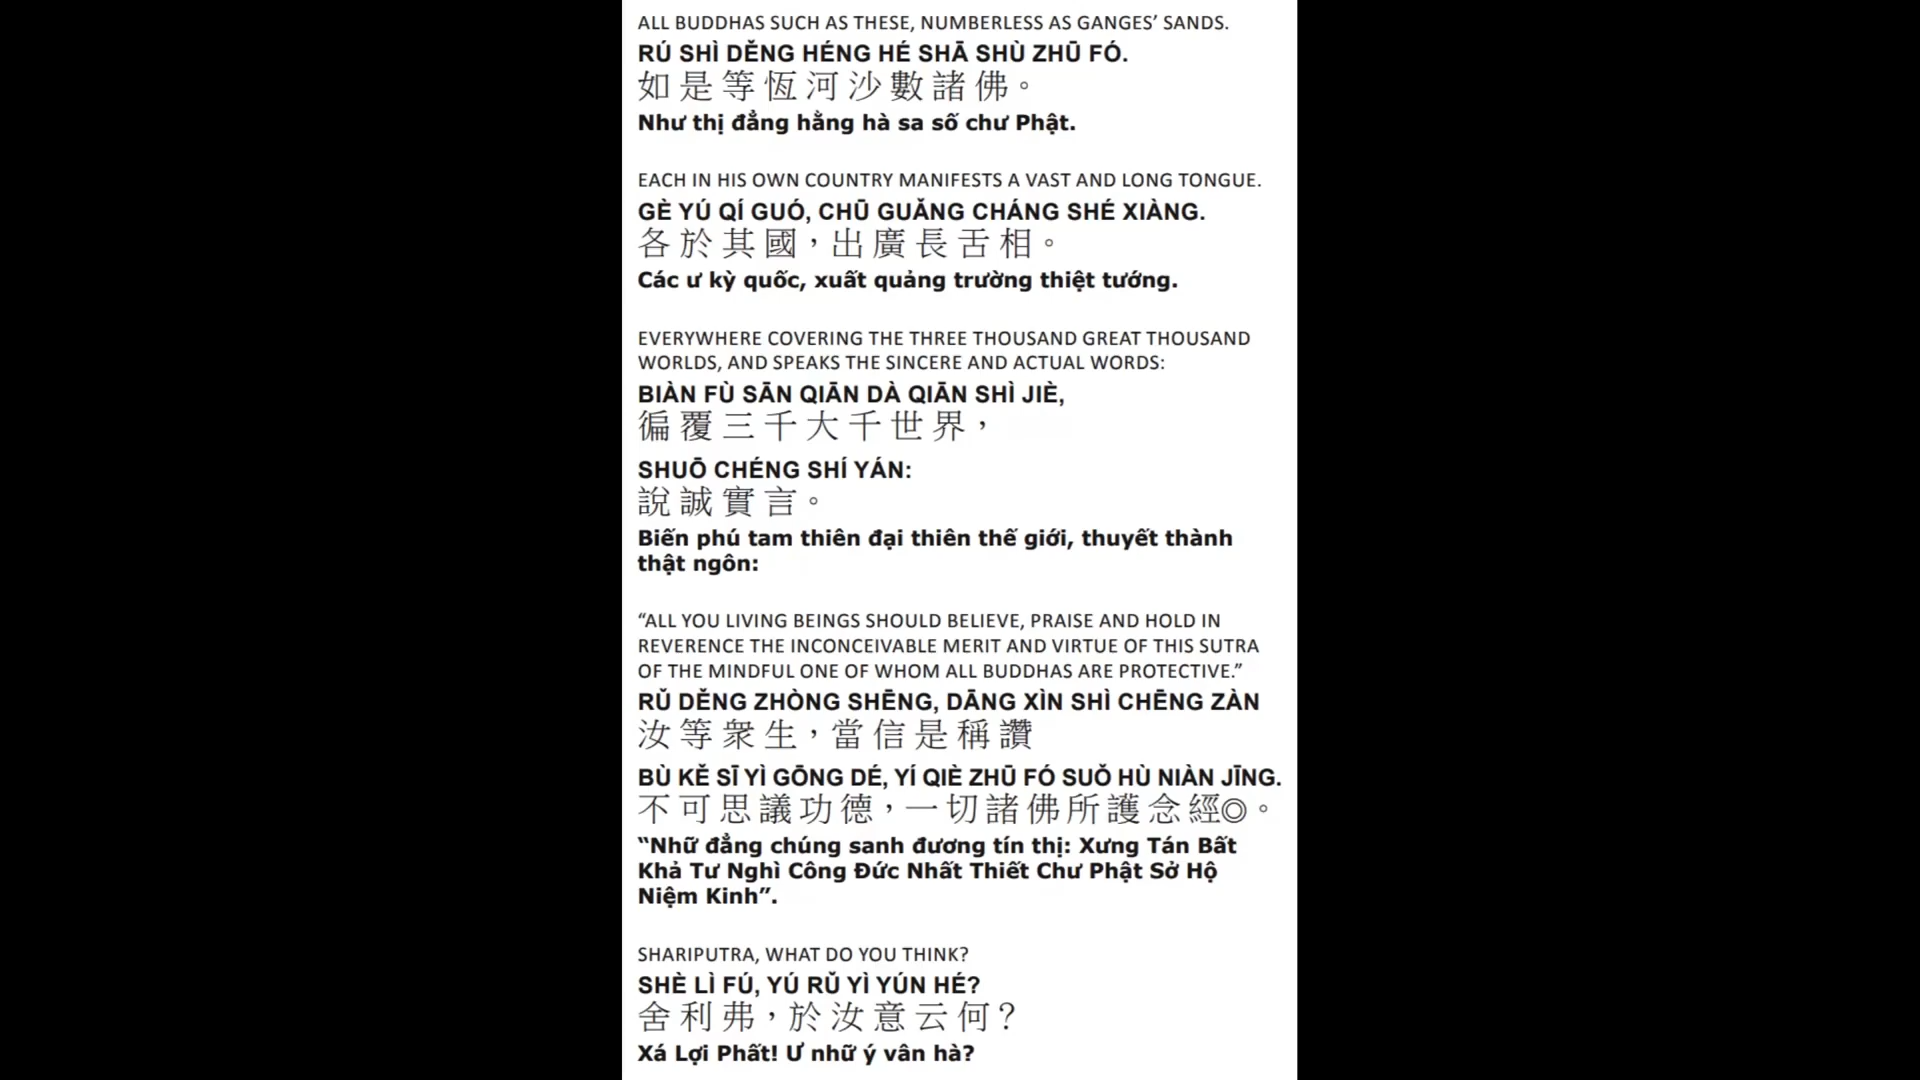 ALL BUDDHAS SUCH AS THESE, NUMBERLESS AS GANGES’ SANDS.
RÚ SHÌ DĚNG HÉNG HÉ SHĀ SHÙ ZHŪ FÓ.
如是等恆河沙數諸佛。
Như thị đẳng hằng hà sa số chư Phật.
EACH IN HIS OWN COUNTRY MANIFESTS A VAST AND LONG TONGUE.
GÈ YÚ QÍ GUÓ, CHŪ GUǍNG CHÁNG SHÉ XIÀNG.
各於其國，出廣長舌相。
Các ư kỳ quốc, xuất quảng trường thiệt tướng.
EVERYWHERE COVERING THE THREE THOUSAND GREAT THOUSAND
WORLDS, AND SPEAKS THE SINCERE AND ACTUAL WORDS:
BIÀN FÙ SĀN QIĀN DÀ QIĀN SHÌ JIÈ,
徧覆三千大千世界，
SHUŌ CHÉNG SHÍ YÁN:
說誠實言。
Biến phú tam thiên đại thiên thế giới, thuyết thành
thật ngôn:
“ALL YOU LIVING BEINGS SHOULD BELIEVE, PRAISE AND HOLD IN
REVERENCE THE INCONCEIVABLE MERIT AND VIRTUE OF THIS SUTRA
OF THE MINDFUL ONE OF WHOM ALL BUDDHAS ARE PROTECTIVE.”
RǓ DĚNG ZHÒNG SHĒNG, DĀNG XÌN SHÌ CHĒNG ZÀN
汝等衆生，當信是稱讚
BÙ KĚ SĪ YÌ GŌNG DÉ, YÍ QIÈ ZHŪ FÓ SUǑ HÙ NIÀN JĪNG.
不可思議功德，一切諸佛所護念經◎。
“Nhữ đẳng chúng sanh đương tín thị: Xưng Tán Bất
Khả Tư Nghì Công Đức Nhất Thiết Chư Phật Sở Hộ
Niệm Kinh”.
SHARIPUTRA, WHAT DO YOU THINK?
SHÈ LÌ FÚ, YÚ RǓ YÌ YÚN HÉ?
舍利弗，於汝意云何？
Xá Lợi Phất! Ư nhữ ý vân hà?